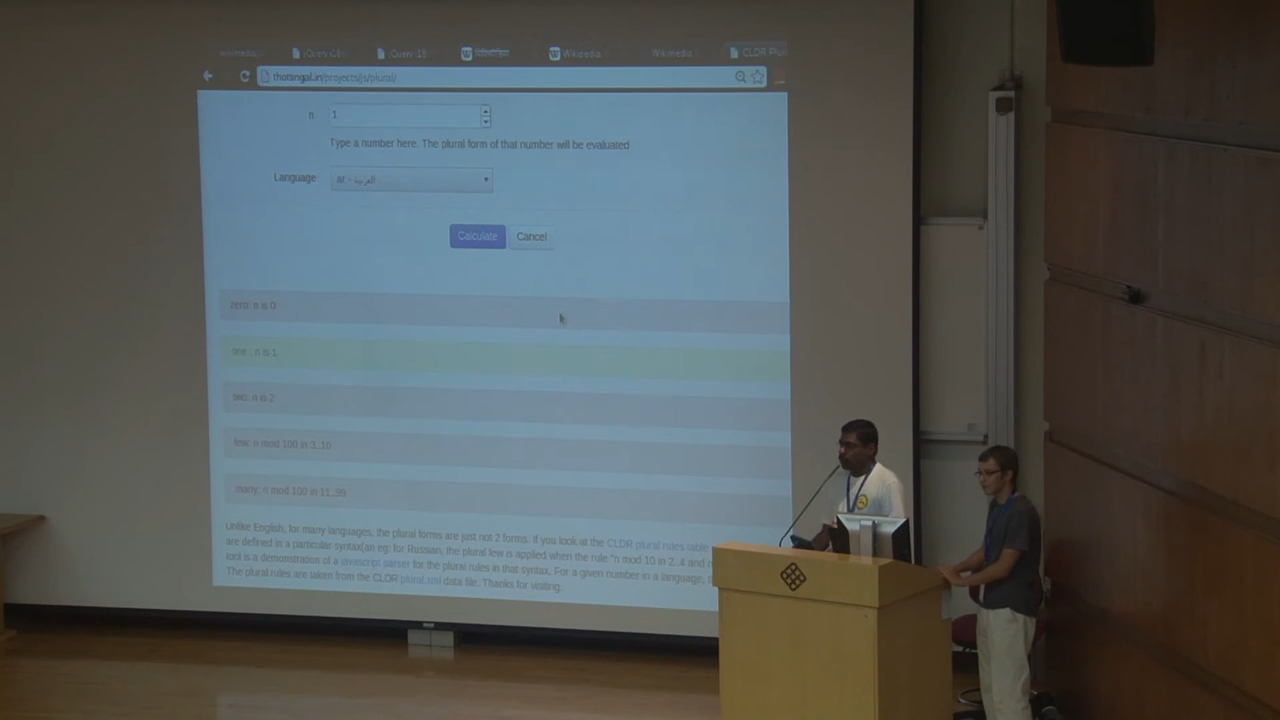 jQuery.i18
Wikipedia
Wikimedia
CLDR Plur
thottingal.in/projects/js/plural/
n
1
Type a number here. The plural form of that number will be evaluated
Language
ar - العربية
Calculate
Cancel
zero: n is 0
one : n is 1
two: n is 2
few: n mod 100 in 3..10
many: n mod 100 in 11..99
Unlike English, for many languages, the plural forms are just not 2 forms. If you look at the CLDR plural rules table
are defined in a particular syntax(an eg: for Russian, the plural few is applied when the rule "n mod 10 in 2..4 and n
tool is a demonstration of a javascript parser for the plural rules in that syntax. For a given number in a language,
The plural rules are taken from the CLDR plural.xml data file. Thanks for visiting.